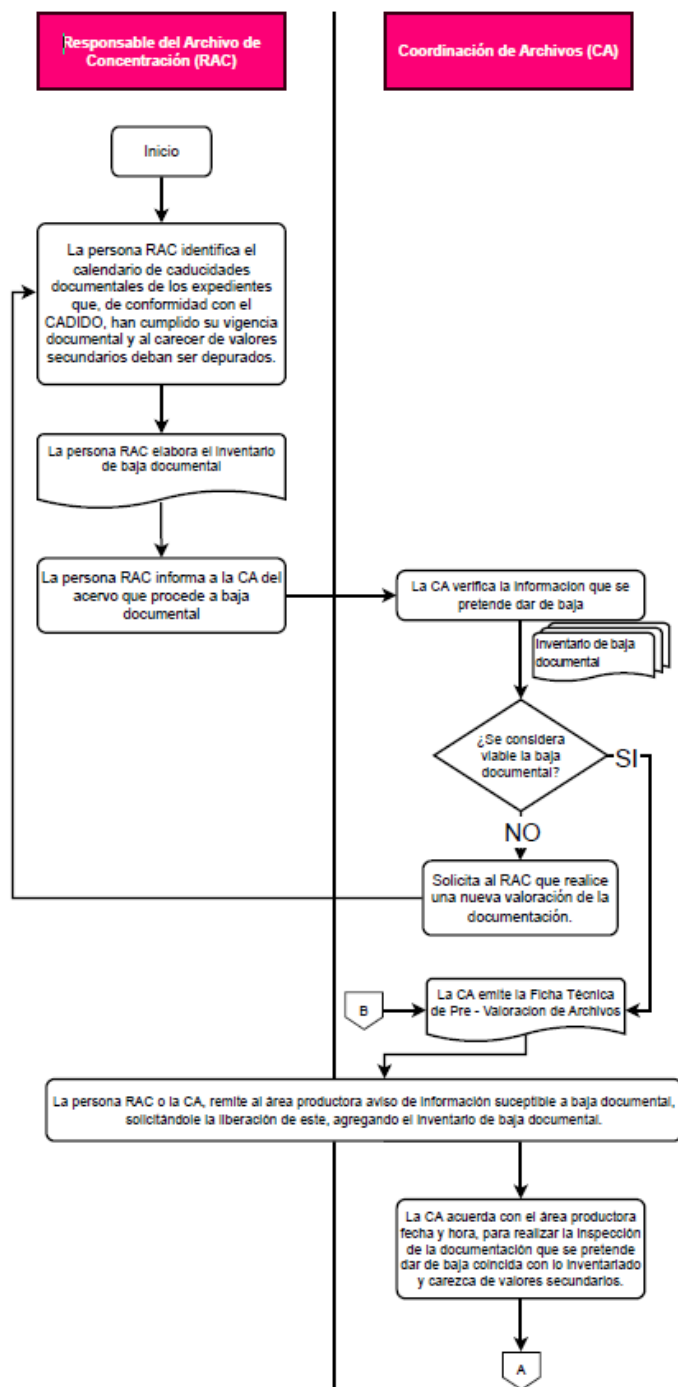 Responsable del Archivo de
Concentración (RAC)
Coordinación de Archivos (CA)
Inicio
La persona RAC identifica el
calendario de caducidades
documentales de los expedientes
que, de conformidad con el
CADIDO, han cumplido su vigencia
documental y al carecer de valores
secundarios deban ser depurados.
La persona RAC elabora el inventario
de baja documental
La persona RAC informa a la CA del
acervo que procede a baja
documental
La CA verifica la informacion que se
pretende dar de baja
Inventario de baja
documental
¿Se considera
viable la baja
documental?
SI
NO
Solicita al RAC que realice
una nueva valoración de la
documentación.
B
La CA emite la Ficha Técnica
de Pre - Valoracion de Archivos
La persona RAC o la CA, remite al área productora aviso de información suceptible a baja documental,
solicitándole la liberación de este, agregando el inventario de baja documental.
La CA acuerda con el área productora
fecha y hora, para realizar la inspección
de la documentación que se pretende
dar de baja coincida con lo inventariado
y carezca de valores secundarios.
A